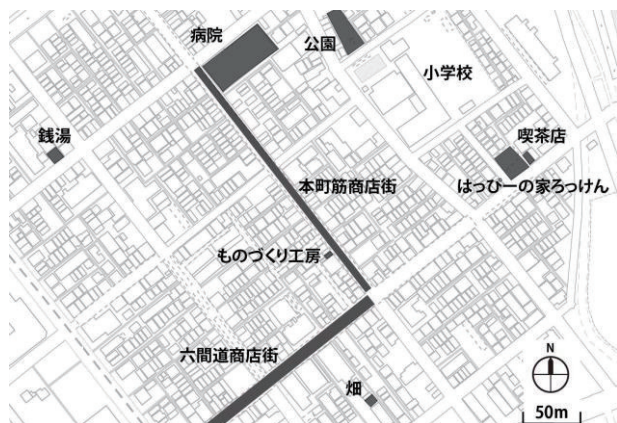 病院
公園
小学校
銭湯
喫茶店
はっぴーの家ろっけん
本町筋商店街
ものづくり工房
六間道商店街
畑
N
50m